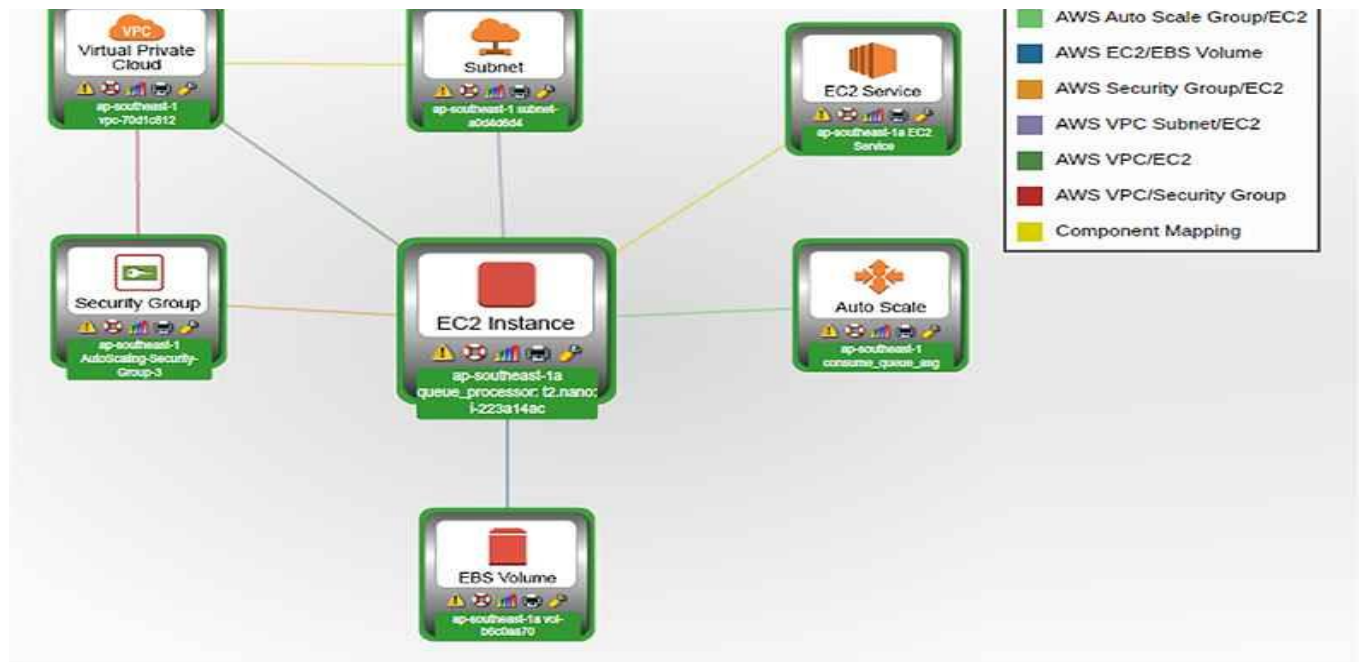 VPC
Virtual Private
Cloud
ap-southeast-1
vpc-70d1c612
Subnet
ap-southeast-1 subnet-
a0d4d6d4
EC2 Service
ap-southeast-1a EC2
Service
AWS Auto Scale Group/EC2
AWS EC2/EBS Volume
AWS Security Group/EC2
AWS VPC Subnet/EC2
AWS VPC/EC2
AWS VPC/Security Group
Component Mapping
Security Group
ap-southeast-1
AutoScaling-Security-
Group-3
EC2 Instance
ap-southeast-1a
queue_processor: t2.nano:
i-223a14ac
Auto Scale
ap-southeast-1
consume_queue_asg
EBS Volume
ap-southeast-1a vol-
b6c0aa70